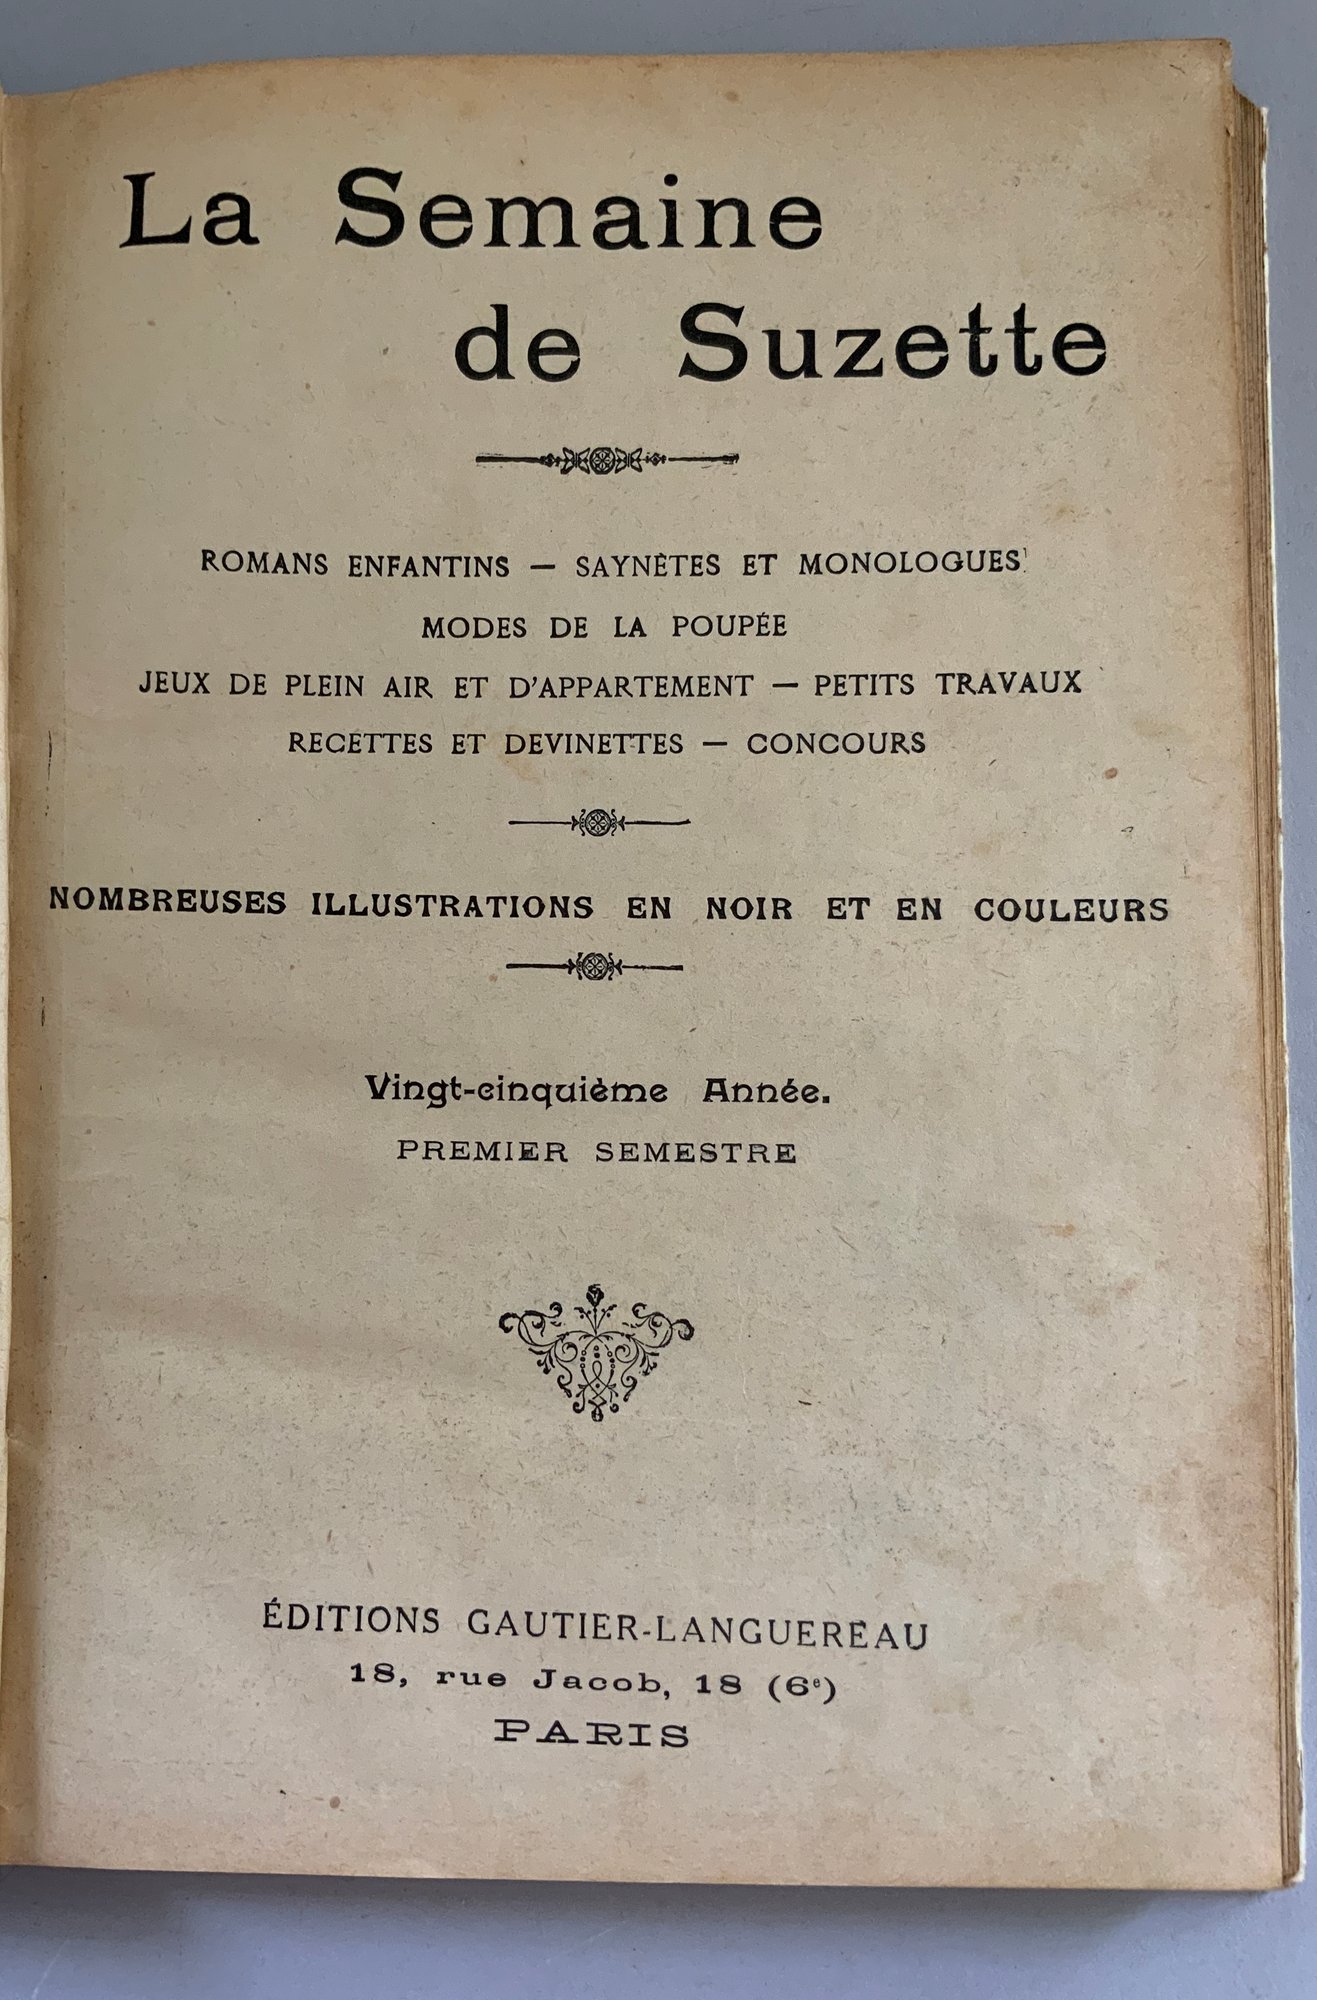 La Semaine
de Suzette
ROMANS ENFANTINS — SAYNÈTES ET MONOLOGUES
MODES DE LA POUPÉE
JEUX DE PLEIN AIR ET D'APPARTEMENT — PETITS TRAVAUX
RECETTES ET DEVINETTES — CONCOURS
NOMBREUSES ILLUSTRATIONS EN NOIR ET EN COULEURS
Vingt-cinquième Année.
PREMIER SEMESTRE
ÉDITIONS GAUTIER-LANGUEREAU
18, rue Jacob, 18 (6e)
PARIS